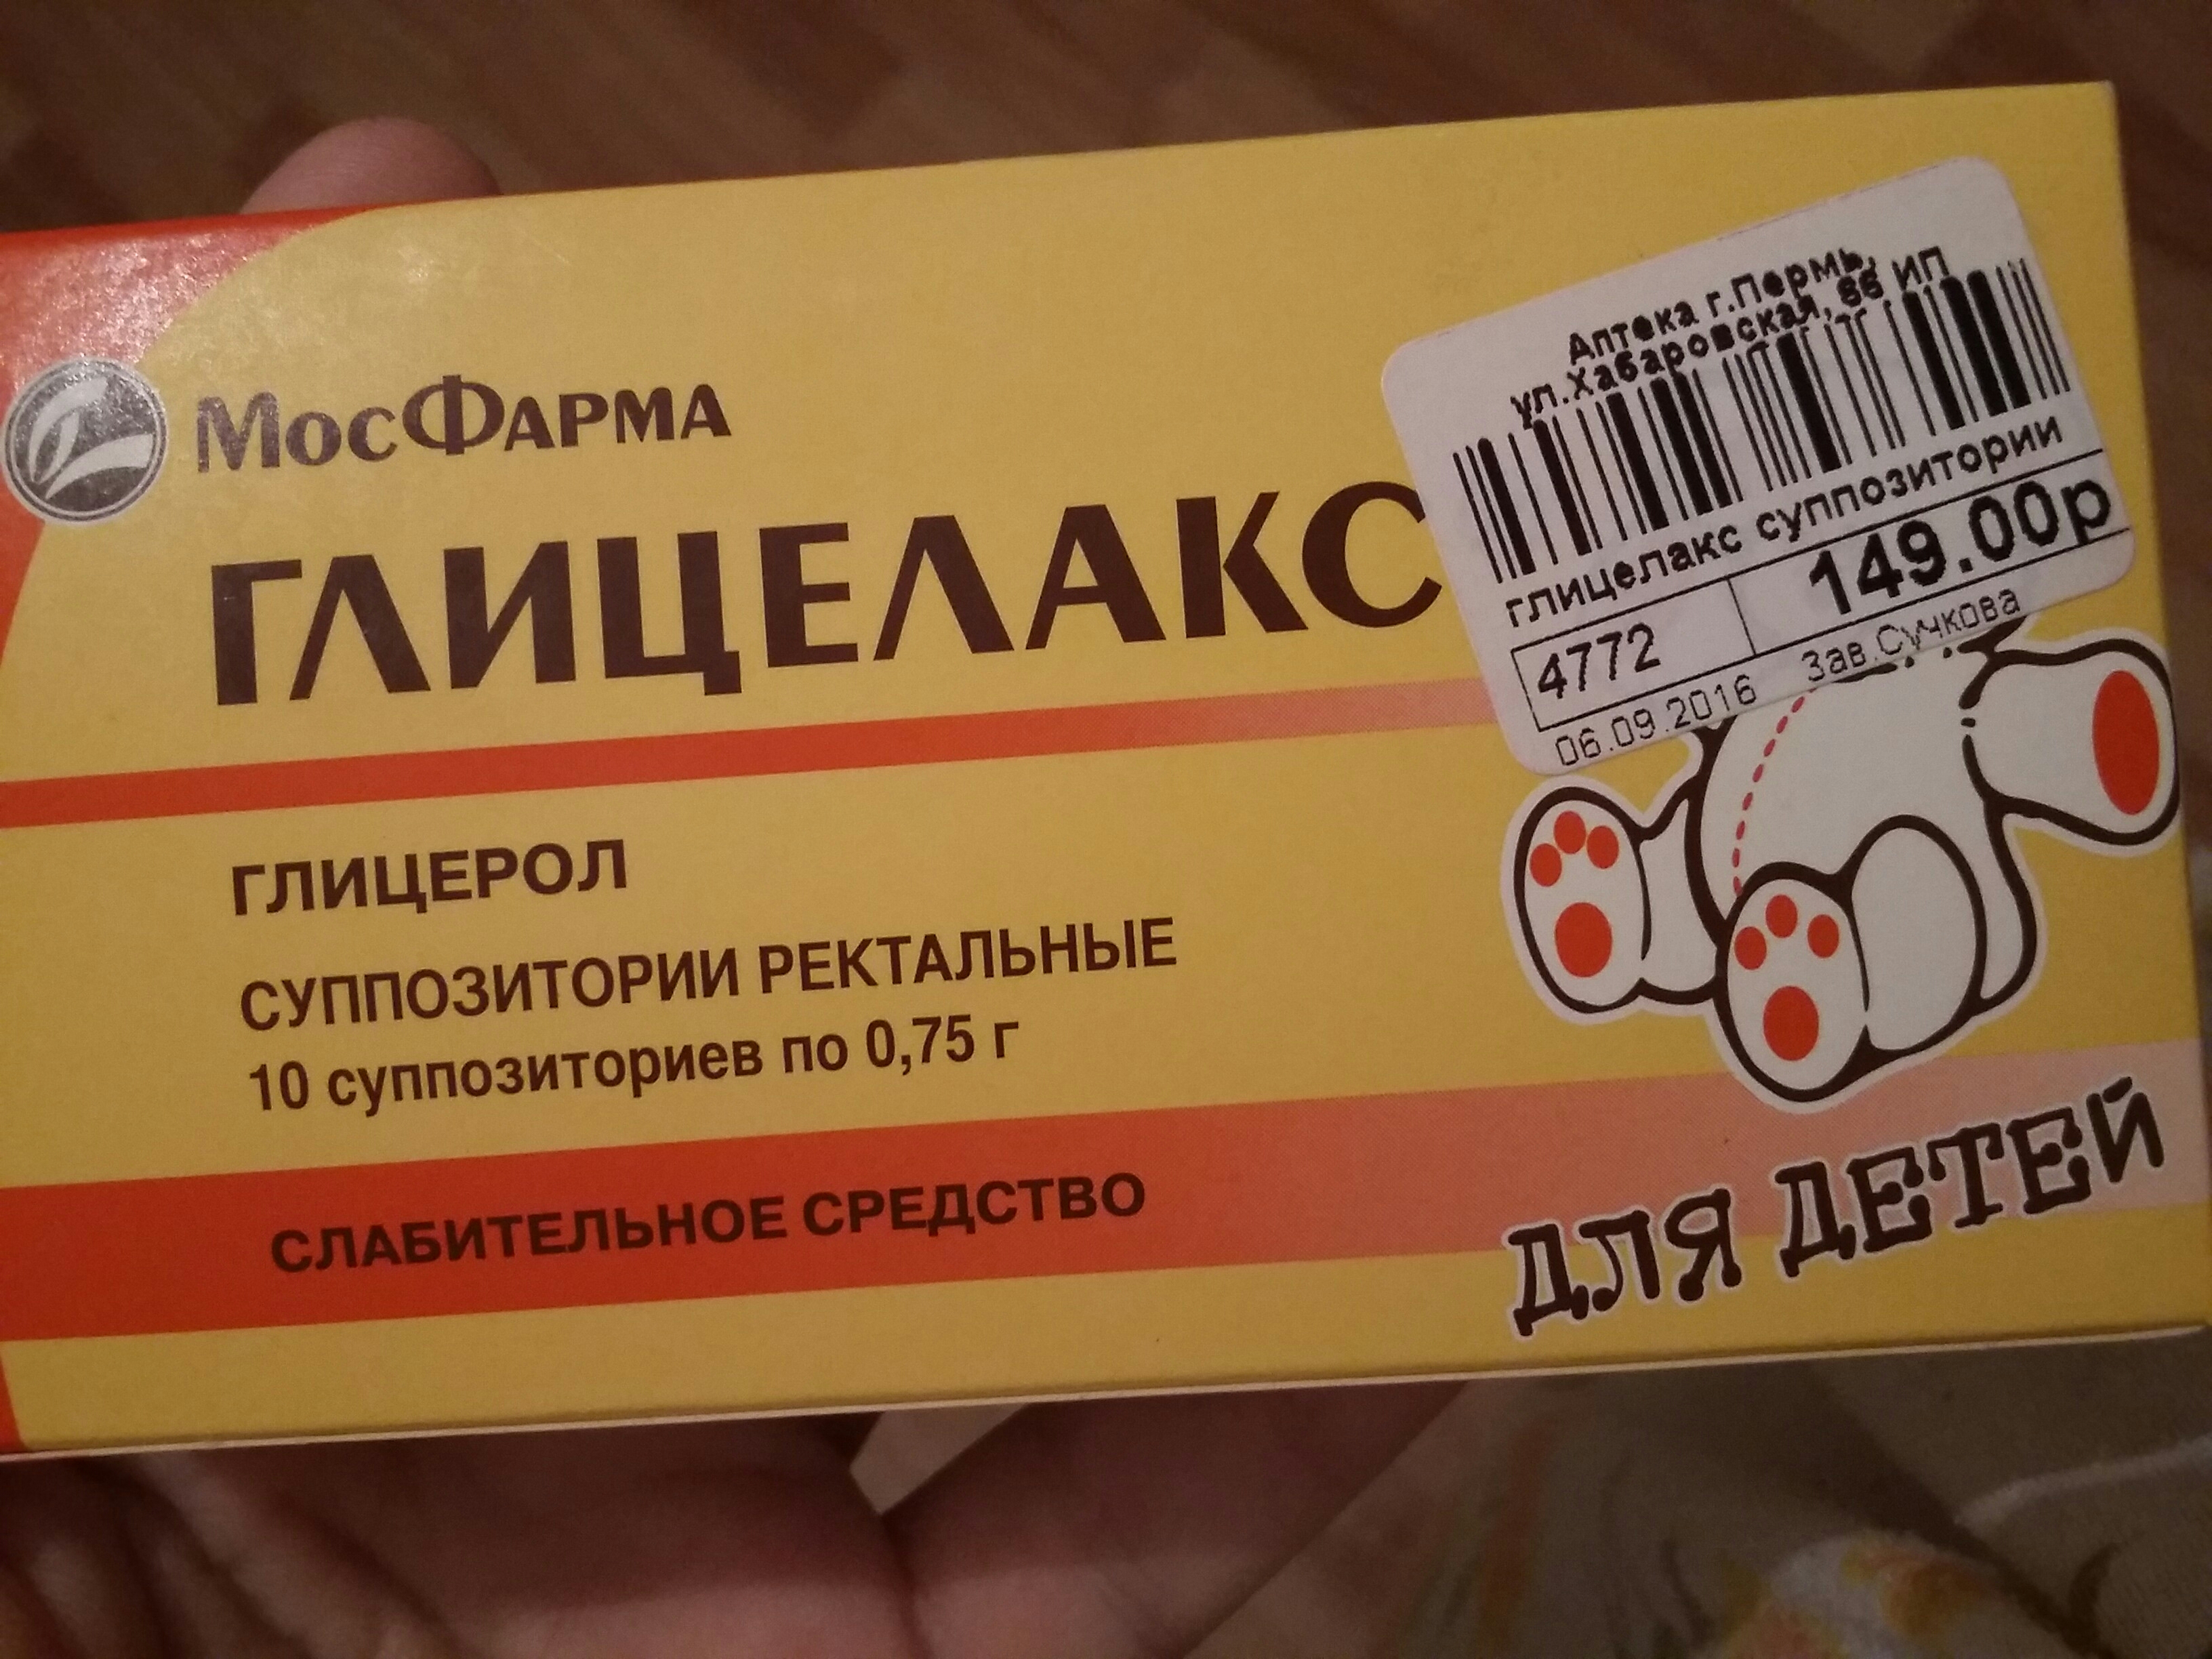 МосФАРМА
ГЛИЦЕЛАКС
ГЛИЦЕРОЛ
СУППОЗИТОРИИ РЕКТАЛЬНЫЕ
10 суппозиториев по 0,75 г
СЛАБИТЕЛЬНОЕ СРЕДСТВО
Аптека г.Пермь,
ул.Хабаровская, 66 ИП
глицелакс суппозитории
4772 149.00р
06.09.2016 Зав.Сучкова
ДЛЯ ДЕТЕЙ